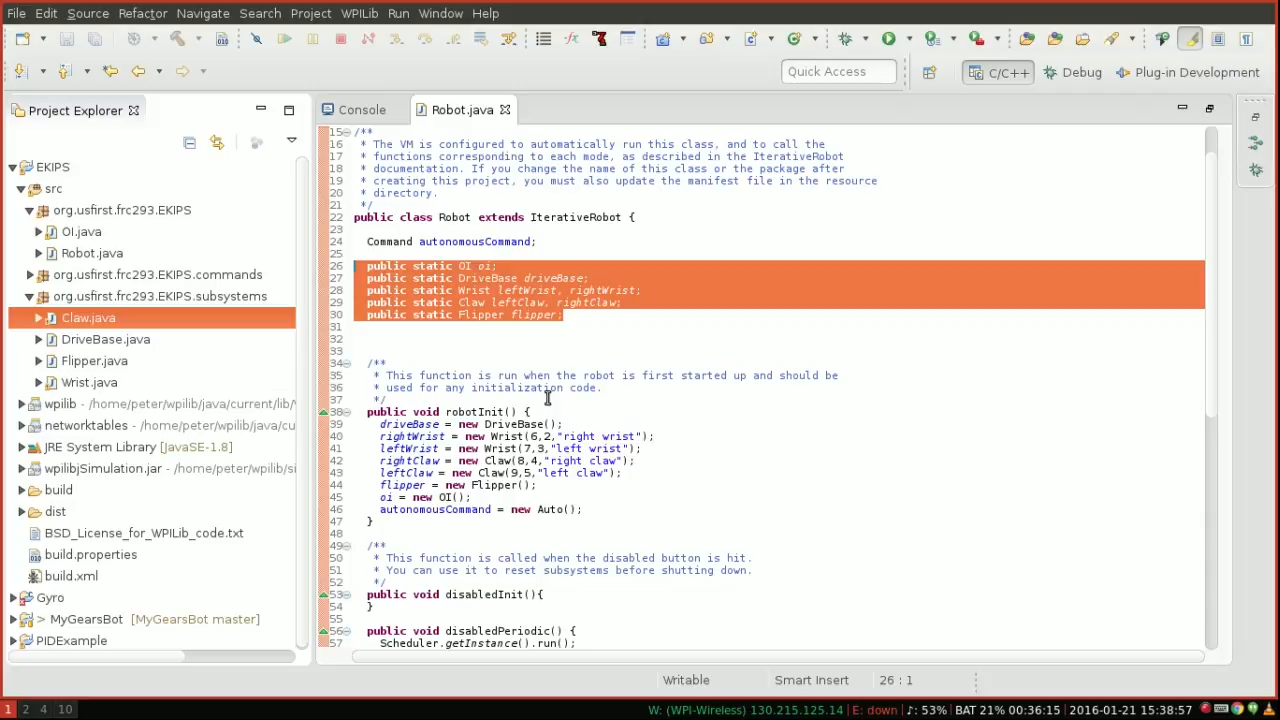 File Edit Source Refactor Navigate Search Project WPILib Run Window Help
Quick Access
C/C++ Debug Plug-in Development
Project Explorer
Console Robot.java
EKIPS
src
org.usfirst.frc293.EKIPS
OI.java
Robot.java
org.usfirst.frc293.EKIPS.commands
org.usfirst.frc293.EKIPS.subsystems
Claw.java
DriveBase.java
Flipper.java
Wrist.java
wpilib - /home/peter/wpilib/java/current/lib/
networktables - /home/peter/wpilib/java/cu
JRE System Library [JavaSE-1.8]
wpilibjSimulation.jar - /home/peter/wpilib/si
build
dist
BSD_License_for_WPILib_code.txt
build.properties
build.xml
Gyro
> MyGearsBot [MyGearsBot master]
PIDExample
15 /**
16 * The VM is configured to automatically run this class, and to call the
17 * functions corresponding to each mode, as described in the IterativeRobot
18 * documentation. If you change the name of this class or the package after
19 * creating this project, you must also update the manifest file in the resource
20 * directory.
21 */
22 public class Robot extends IterativeRobot {
23
24 Command autonomousCommand;
25
26 public static OI oi;
27 public static DriveBase driveBase;
28 public static Wrist leftWrist, rightWrist;
29 public static Claw leftClaw, rightClaw;
30 public static Flipper flipper;
31
32
33
34 /**
35 * This function is run when the robot is first started up and should be
36 * used for any initialization code.
37 */
38 public void robotInit() {
39 driveBase = new DriveBase();
40 rightWrist = new Wrist(6,2,"right wrist");
41 leftWrist = new Wrist(7,3,"left wrist");
42 rightClaw = new Claw(8,4,"right claw");
43 leftClaw = new Claw(9,5,"left claw");
44 flipper = new Flipper();
45 oi = new OI();
46 autonomousCommand = new Auto();
47 }
48
49 /**
50 * This function is called when the disabled button is hit.
51 * You can use it to reset subsystems before shutting down.
52 */
53 public void disabledInit(){
54 }
55
56 public void disabledPeriodic() {
57 Scheduler.getInstance().run();
Writable Smart Insert 26 : 1
1 2 4 10 W: (WPI-Wireless) 130.215.125.14 | E: down | ♪: 53% | BAT 21% 00:36:15 | 2016-01-21 15:38:57